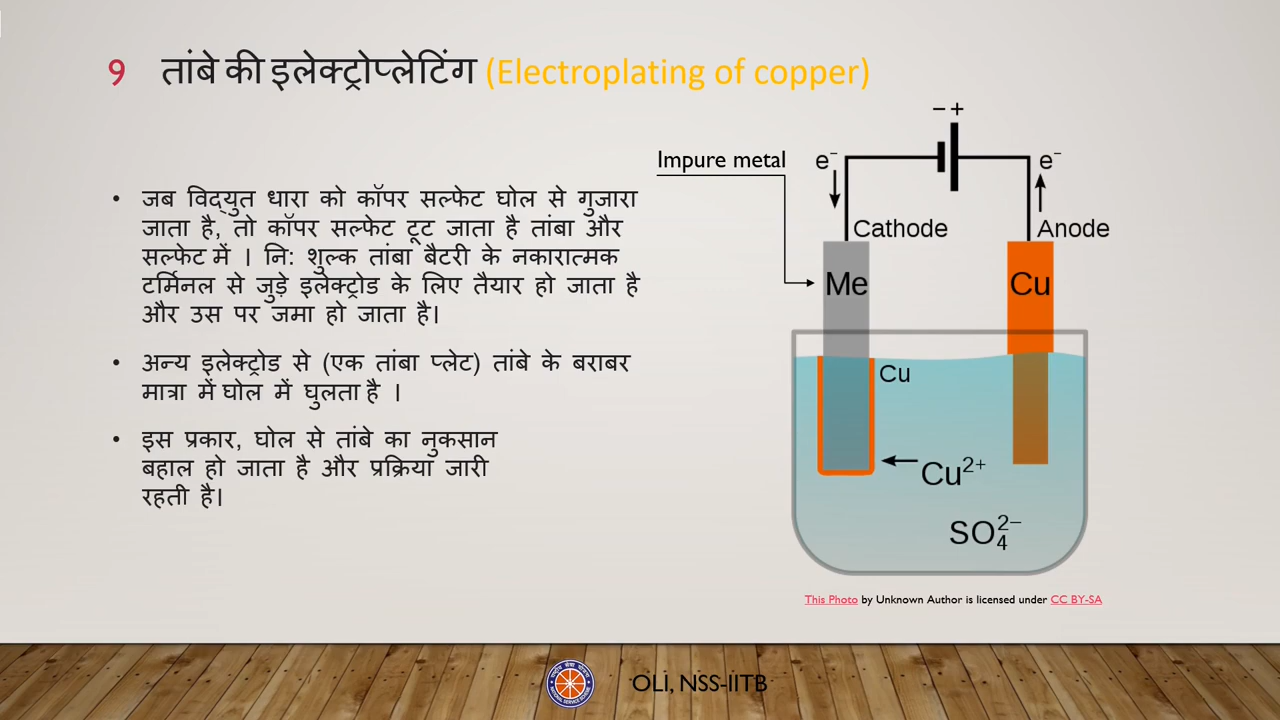 9 तांबे की इलेक्ट्रोप्लेटिंग (Electroplating of copper)
जब विद्युत धारा को कॉपर सल्फेट घोल से गुजारा
जाता है, तो कॉपर सल्फेट टूट जाता है तांबा और
सल्फेट में । नि: शुल्क तांबा बैटरी के नकारात्मक
टर्मिनल से जुड़े इलेक्ट्रोड के लिए तैयार हो जाता है
और उस पर जमा हो जाता है।
अन्य इलेक्ट्रोड से (एक तांबा प्लेट) तांबे के बराबर
मात्रा में घोल में घुलता है ।
इस प्रकार, घोल से तांबे का नुकसान
बहाल हो जाता है और प्रक्रिया जारी
रहती है।
− +
Impure metal
e⁻
e⁻
Cathode
Anode
Me
Cu
Cu
Cu²⁺
SO₄²⁻
This Photo by Unknown Author is licensed under CC BY-SA
OLI, NSS-IITB